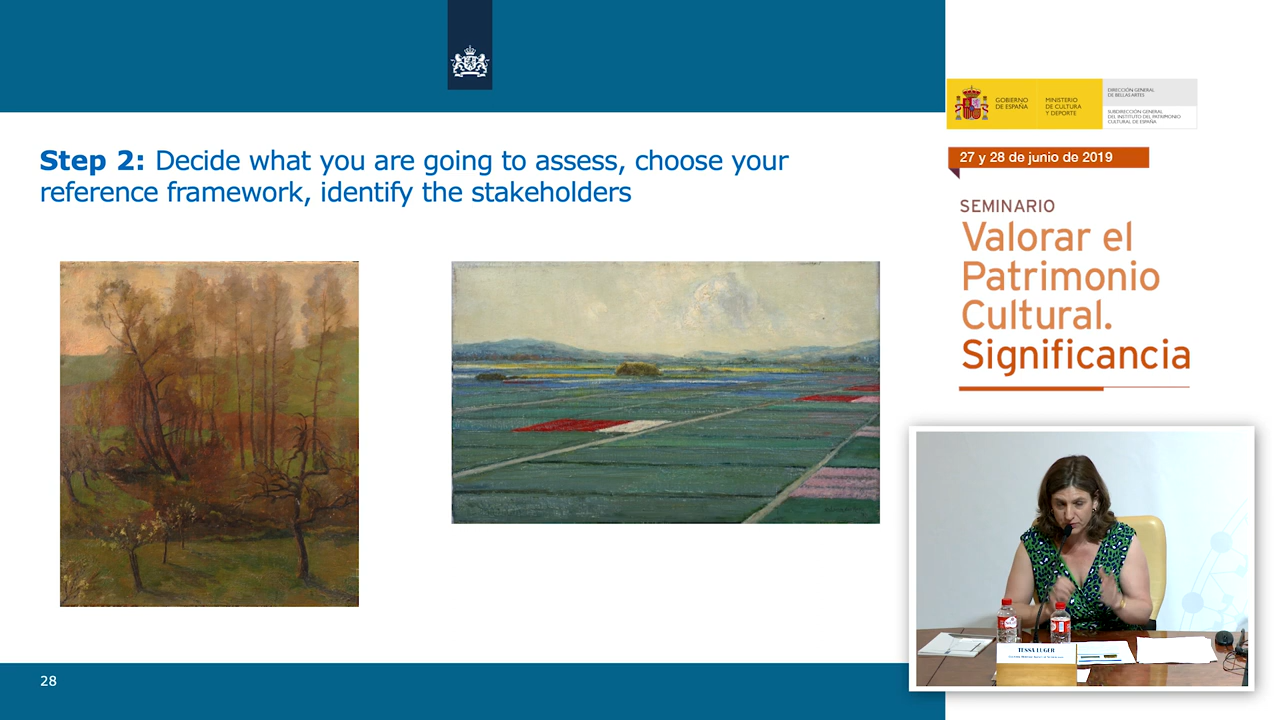 Step 2: Decide what you are going to assess, choose your
reference framework, identify the stakeholders
28
GOBIERNO
DE ESPAÑA
MINISTERIO
DE CULTURA
Y DEPORTE
DIRECCIÓN GENERAL
DE BELLAS ARTES
SUBDIRECCIÓN GENERAL
DEL INSTITUTO DEL PATRIMONIO
CULTURAL DE ESPAÑA
27 y 28 de junio de 2019
SEMINARIO
Valorar el
Patrimonio
Cultural.
Significancia
TESSA LUGER